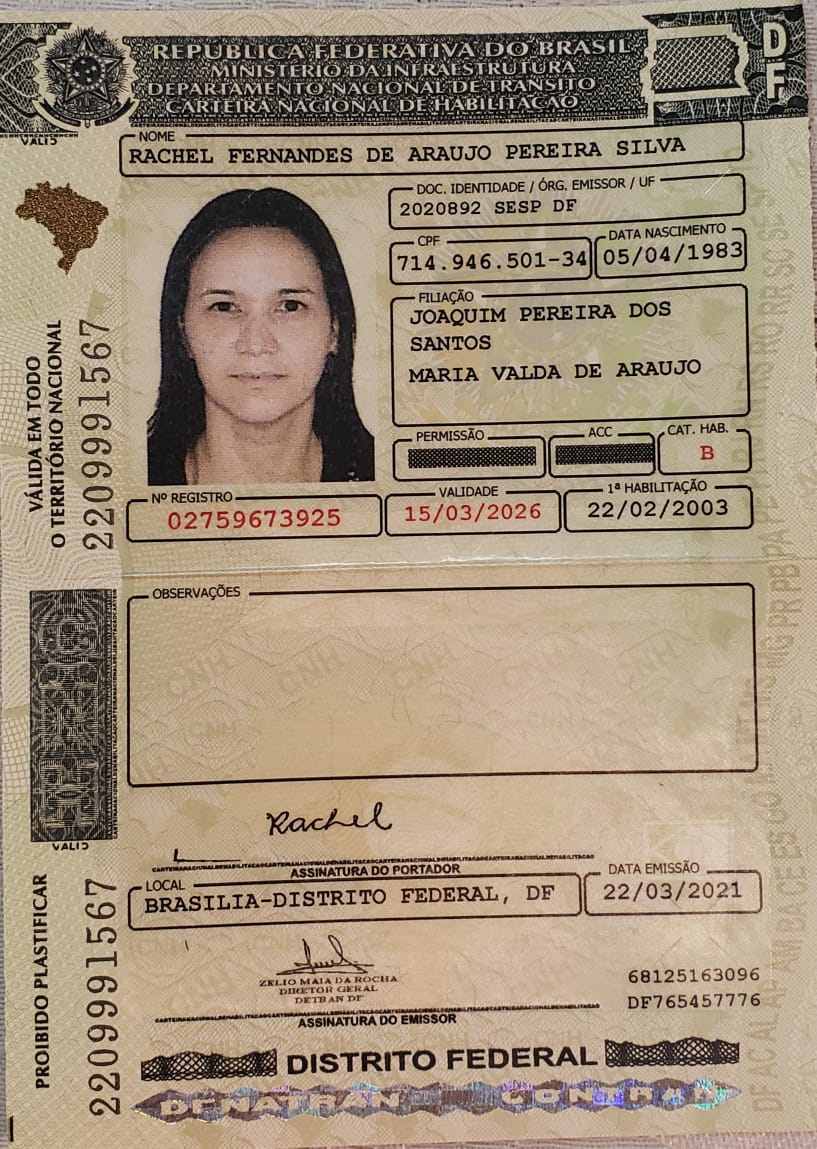 REPÚBLICA FEDERATIVA DO BRASIL
MINISTÉRIO DA INFRAESTRUTURA
DEPARTAMENTO NACIONAL DE TRÂNSITO
CARTEIRA NACIONAL DE HABILITAÇÃO
DF
VALID
NOME
RACHEL FERNANDES DE ARAUJO PEREIRA SILVA
DOC. IDENTIDADE / ÓRG. EMISSOR / UF
2020892 SESP DF
CPF
714.946.501-34
DATA NASCIMENTO
05/04/1983
FILIAÇÃO
JOAQUIM PEREIRA DOS
SANTOS
MARIA VALDA DE ARAUJO
PERMISSÃO
ACC
CAT. HAB.
B
Nº REGISTRO
02759673925
VALIDADE
15/03/2026
1ª HABILITAÇÃO
22/02/2003
VÁLIDA EM TODO
O TERRITÓRIO NACIONAL
2209991567
OBSERVAÇÕES
CNH
VALID
Rachel
ASSINATURA DO PORTADOR
LOCAL
BRASILIA-DISTRITO FEDERAL, DF
DATA EMISSÃO
22/03/2021
PROIBIDO PLASTIFICAR
2209991567
ZELIO MAIA DA ROCHA
DIRETOR GERAL
DETRAN DF
68125163096
DF765457776
ASSINATURA DO EMISSOR
DISTRITO FEDERAL
DENATRAN CONTRAN